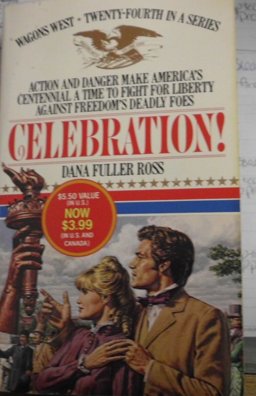 WAGONS WEST • TWENTY-FOURTH IN A SERIES
ACTION AND DANGER MAKE AMERICA'S
CENTENNIAL A TIME TO FIGHT FOR LIBERTY
AGAINST FREEDOM'S DEADLY FOES
CELEBRATION!
DANA FULLER ROSS
$5.50 VALUE
(IN U.S.)
NOW
$3.99
(IN U.S. AND
CANADA)